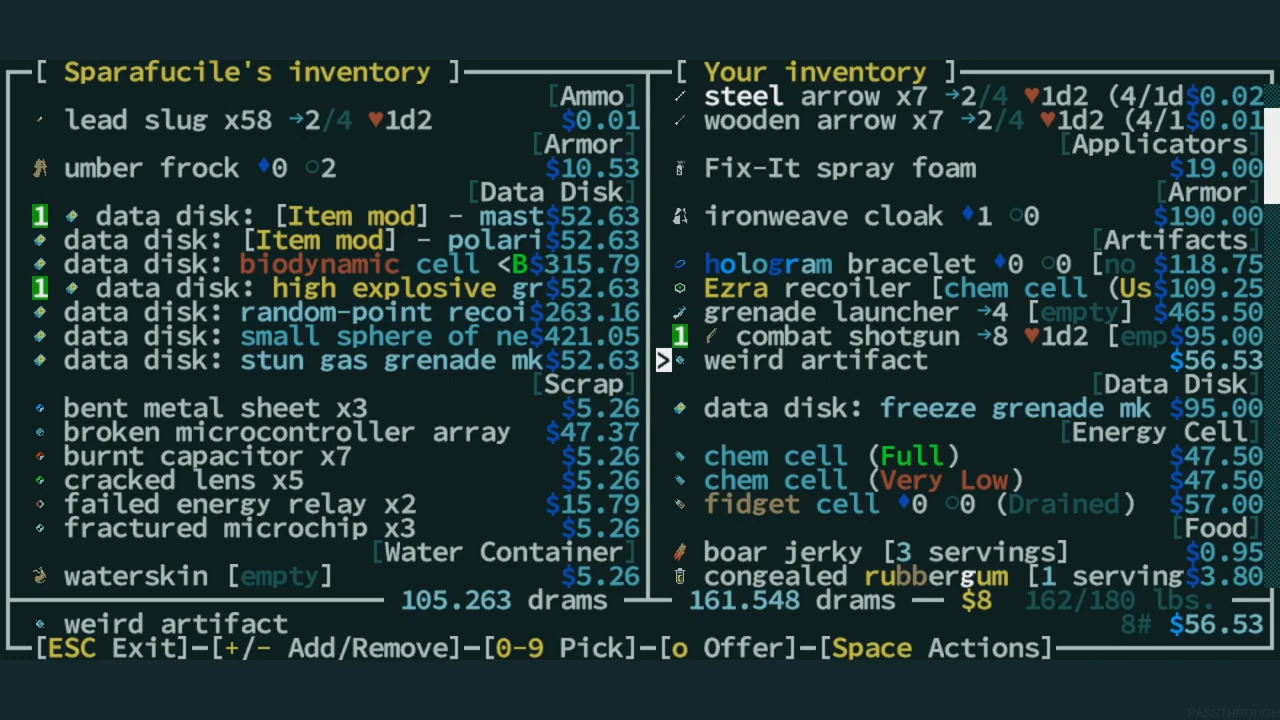 [ Sparafucile's inventory ]
[Ammo]
lead slug x58 →2/4 ♥1d2 $0.01
[Armor]
umber frock ♦0 ○2 $10.53
[Data Disk]
1 data disk: [Item mod] - mast$52.63
data disk: [Item mod] - polari$52.63
data disk: biodynamic cell <B$315.79
1 data disk: high explosive gr$52.63
data disk: random-point recoi$263.16
data disk: small sphere of ne$421.05
data disk: stun gas grenade mk$52.63
[Scrap]
bent metal sheet x3 $5.26
broken microcontroller array $47.37
burnt capacitor x7 $5.26
cracked lens x5 $5.26
failed energy relay x2 $15.79
fractured microchip x3 $5.26
[Water Container]
waterskin [empty] $5.26
105.263 drams
[ Your inventory ]
steel arrow x7 →2/4 ♥1d2 (4/1d$0.02
wooden arrow x7 →2/4 ♥1d2 (4/1$0.01
[Applicators]
Fix-It spray foam $19.00
[Armor]
ironweave cloak ♦1 ○0 $190.00
[Artifacts]
hologram bracelet ♦0 ○0 [no $118.75
Ezra recoiler [chem cell (Us$109.25
grenade launcher →4 [empty] $465.50
1 combat shotgun →8 ♥1d2 [emp$95.00
> weird artifact $56.53
[Data Disk]
data disk: freeze grenade mk $95.00
[Energy Cell]
chem cell (Full) $47.50
chem cell (Very Low) $47.50
fidget cell ♦0 ○0 (Drained) $57.00
[Food]
boar jerky [3 servings] $0.95
congealed rubbergum [1 serving$3.80
161.548 drams $8 162/180 lbs.
weird artifact 8# $56.53
[ESC Exit] [+/- Add/Remove] [0-9 Pick] [o Offer] [Space Actions]
PASSTHROUGH